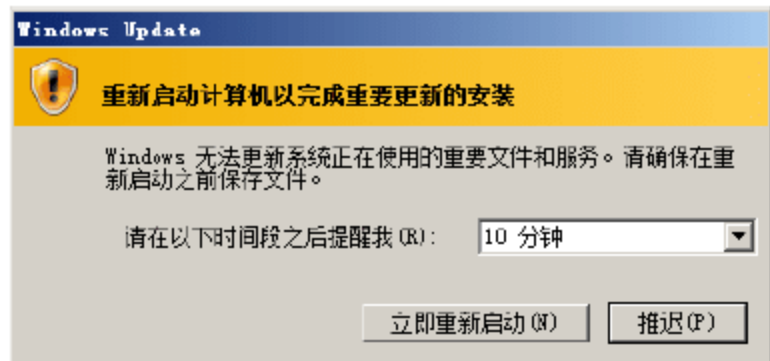 Windows Update
重新启动计算机以完成重要更新的安装
Windows 无法更新系统正在使用的重要文件和服务。请确保在重
新启动之前保存文件。
请在以下时间段之后提醒我(R): 10 分钟
立即重新启动(N) 推迟(P)